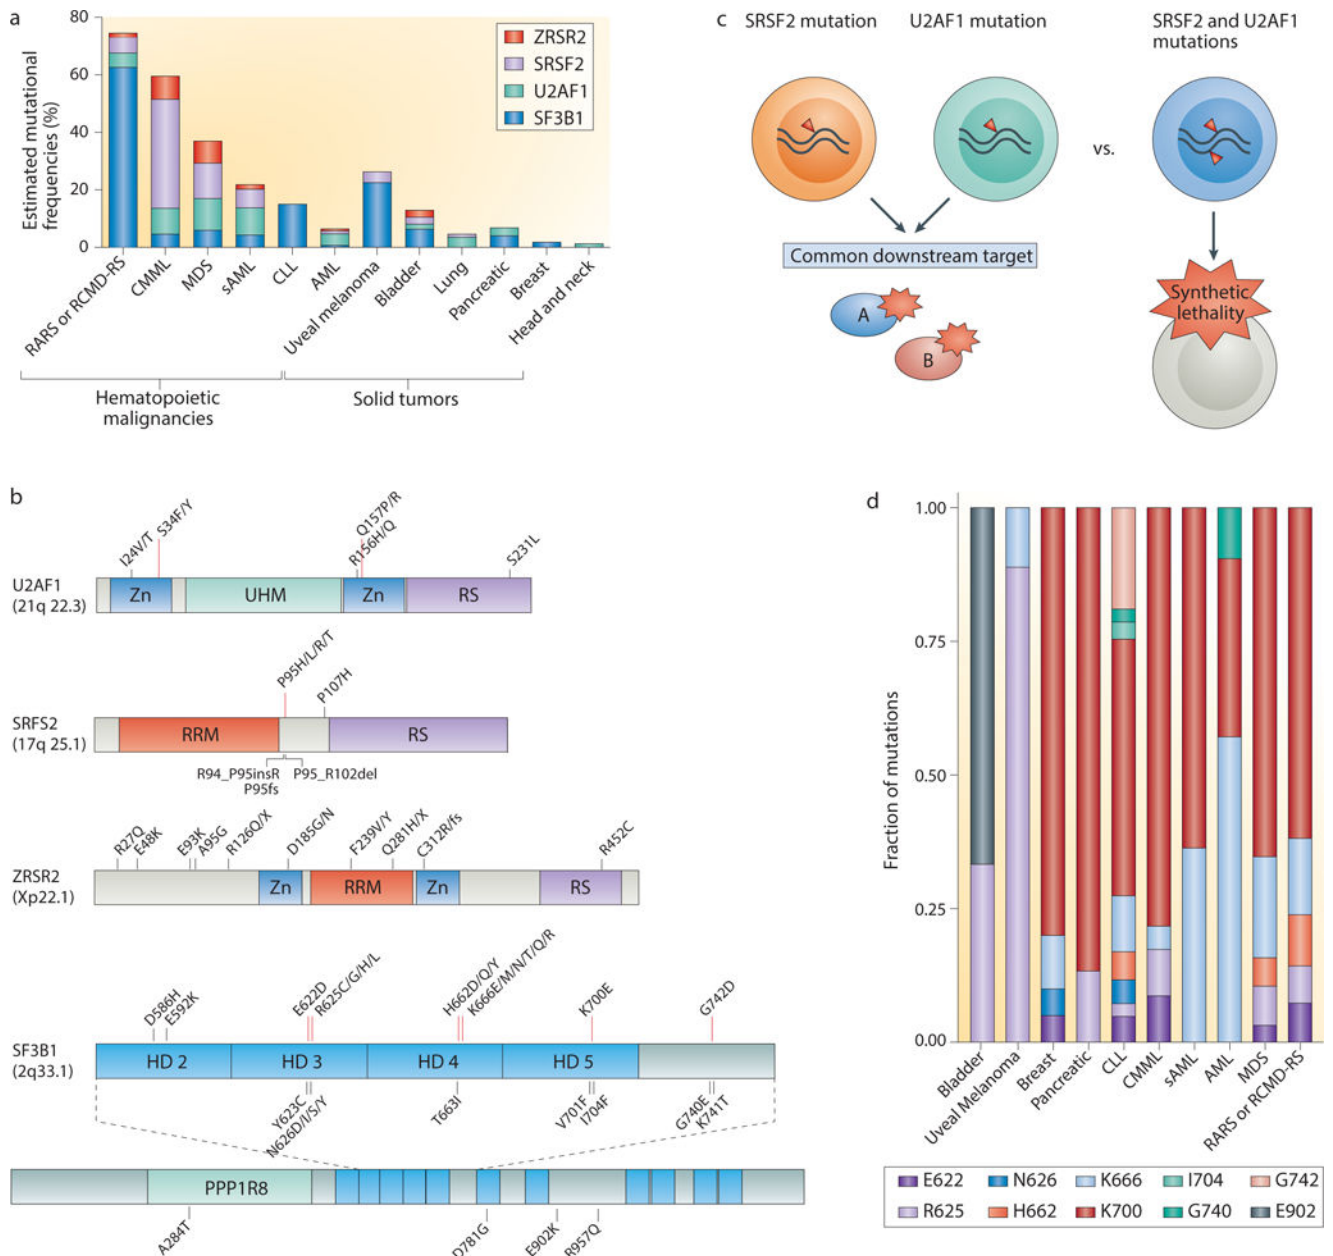 a
80
60
40
20
0
Estimated mutational
frequencies (%)
ZRSR2
SRSF2
U2AF1
SF3B1
RARS or RCMD-RS
CMML
MDS
sAML
CLL
AML
Uveal melanoma
Bladder
Lung
Pancreatic
Breast
Head and neck
Hematopoietic
malignancies
Solid tumors
c
SRSF2 mutation
U2AF1 mutation
SRSF2 and U2AF1
mutations
vs.
Common downstream target
A
B
Synthetic
lethality
b
I24V/T
S34F/Y
R156H/Q
Q157P/R
S231L
U2AF1
(21q 22.3)
Zn
UHM
Zn
RS
P95H/L/R/T
P107H
SRFS2
(17q 25.1)
RRM
RS
R94_P95insR
P95fs
P95_R102del
R27Q
E48K
E93K
A95G
R126Q/X
D185G/N
F239V/Y
Q281H/X
C312R/fs
R452C
ZRSR2
(Xp22.1)
Zn
RRM
Zn
RS
D586H
E592K
E622D
R625C/G/H/L
H662D/Q/Y
K666E/M/N/T/Q/R
K700E
G742D
SF3B1
(2q33.1)
HD 2
HD 3
HD 4
HD 5
Y623C
N626D/I/S/Y
T663I
V701F
I704F
G740E
K741T
PPP1R8
A284T
D781G
E902K
R957Q
d
1.00
0.75
0.50
0.25
0.00
Fraction of mutations
Bladder
Uveal Melanoma
Breast
Pancreatic
CLL
CMML
sAML
AML
MDS
RARS or RCMD-RS
E622
N626
K666
I704
G742
R625
H662
K700
G740
E902